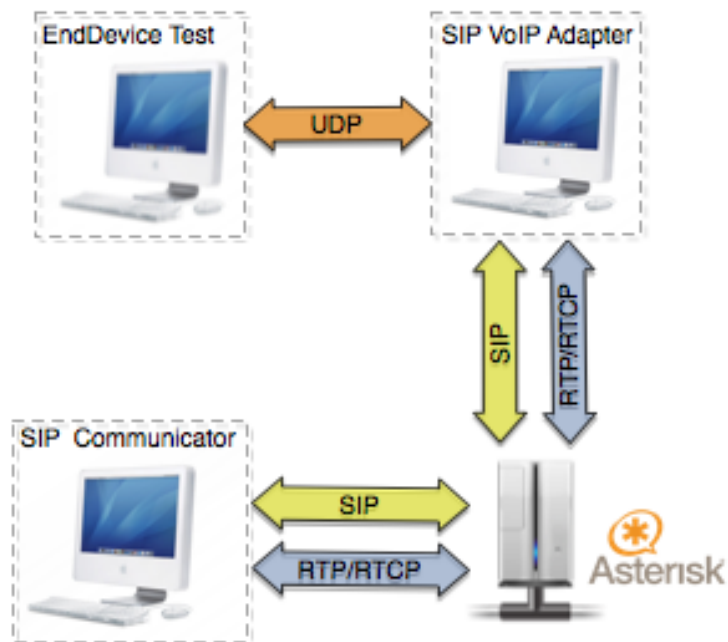 EndDevice Test
SIP VoIP Adapter
UDP
SIP
RTP/RTCP
SIP Communicator
SIP
RTP/RTCP
Asterisk